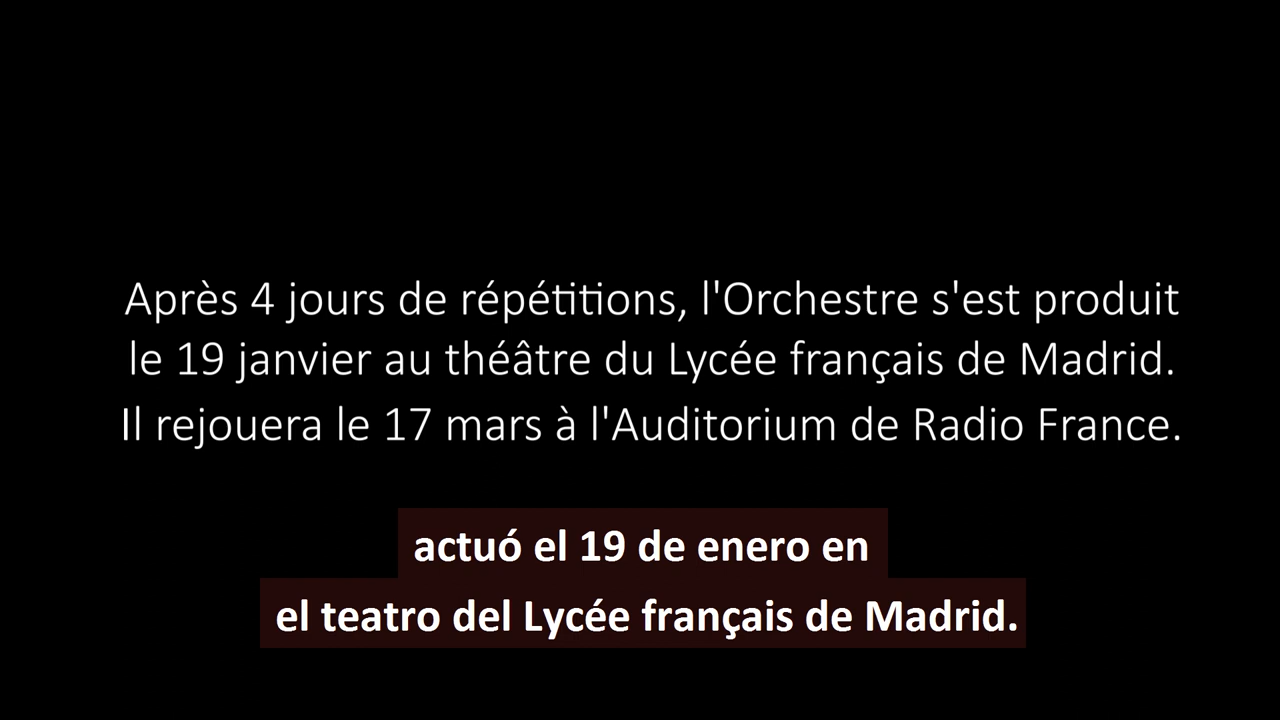 Après 4 jours de répétitions, l'Orchestre s'est produit
le 19 janvier au théâtre du Lycée français de Madrid.
Il rejouera le 17 mars à l'Auditorium de Radio France.
actuó el 19 de enero en
el teatro del Lycée français de Madrid.